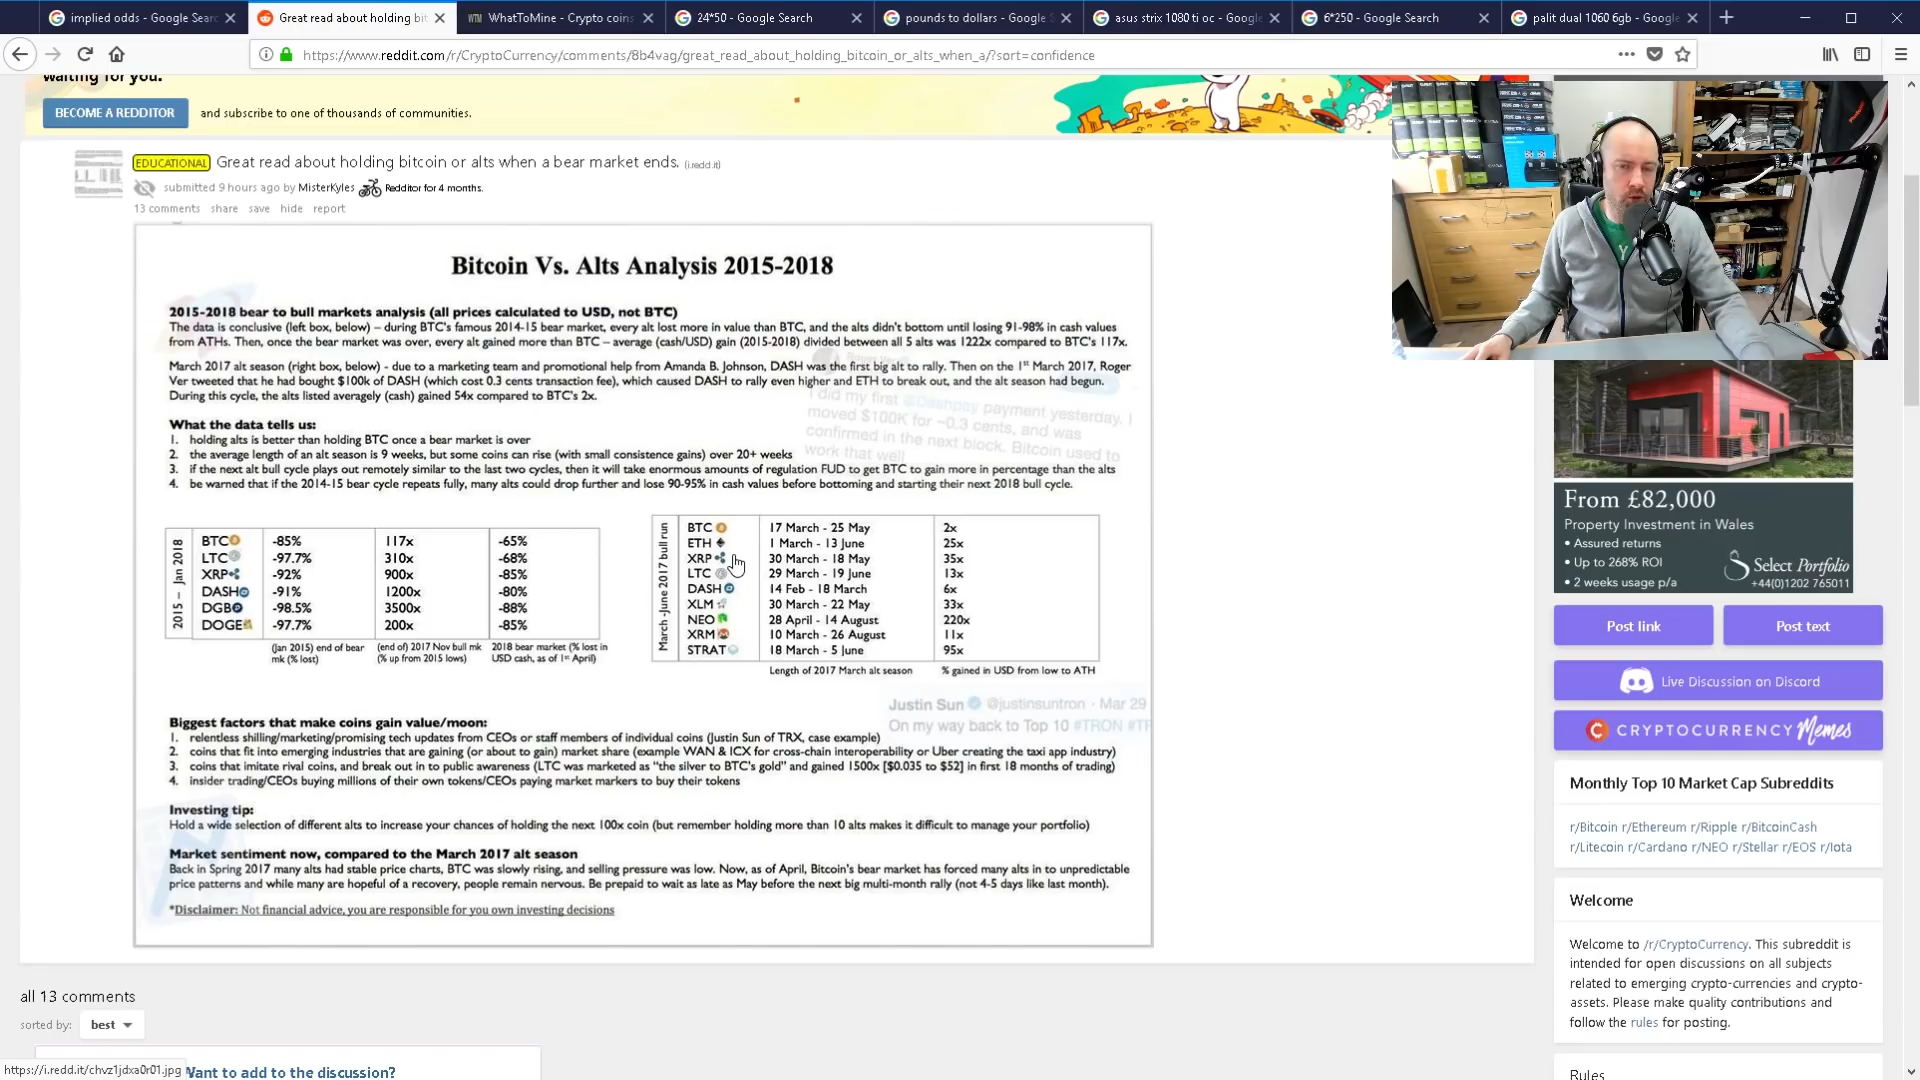 implied odds - Google Searc
Great read about holding bit
WhatToMine - Crypto coins
24*50 - Google Search
pounds to dollars - Google S
asus strix 1080 ti oc - Google
6*250 - Google Search
palit dual 1060 6gb - Google
https://www.reddit.com/r/CryptoCurrency/comments/8b4vag/great_read_about_holding_bitcoin_or_alts_when_a/?sort=confidence
waiting for you.
BECOME A REDDITOR and subscribe to one of thousands of communities.
EDUCATIONAL Great read about holding bitcoin or alts when a bear market ends. (i.redd.it)
submitted 9 hours ago by MisterKyles Redditor for 4 months.
13 comments share save hide report
Bitcoin Vs. Alts Analysis 2015-2018
2015-2018 bear to bull markets analysis (all prices calculated to USD, not BTC)
The data is conclusive (left box, below) – during BTC's famous 2014-15 bear market, every alt lost more in value than BTC, and the alts didn't bottom until losing 91-98% in cash values
from ATHs. Then, once the bear market was over, every alt gained more than BTC – average (cash/USD) gain (2015-2018) divided between all 5 alts was 1222x compared to BTC's 117x.
March 2017 alt season (right box, below) - due to a marketing team and promotional help from Amanda B. Johnson, DASH was the first big alt to rally. Then on the 1st March 2017, Roger
Ver tweeted that he had bought $100k of DASH (which cost 0.3 cents transaction fee), which caused DASH to rally even higher and ETH to break out, and the alt season had begun.
During this cycle, the alts listed averagely (cash) gained 54x compared to BTC's 2x.
I did my first @Dashpay payment yesterday. I
moved $100K for ~0.3 cents, and was
confirmed in the next block. Bitcoin used to
work that well
What the data tells us:
1. holding alts is better than holding BTC once a bear market is over
2. the average length of an alt season is 9 weeks, but some coins can rise (with small consistence gains) over 20+ weeks
3. if the next alt bull cycle plays out remotely similar to the last two cycles, then it will take enormous amounts of regulation FUD to get BTC to gain more in percentage than the alts
4. be warned that if the 2014-15 bear cycle repeats fully, many alts could drop further and lose 90-95% in cash values before bottoming and starting their next 2018 bull cycle.
2015 – Jan 2018
BTC -85% 117x -65%
LTC -97.7% 310x -68%
XRP -92% 900x -85%
DASH -91% 1200x -80%
DGB -98.5% 3500x -88%
DOGE -97.7% 200x -85%
(Jan 2015) end of bear mk (% lost)
(end of) 2017 Nov bull mk (% up from 2015 lows)
2018 bear market (% lost in USD cash, as of 1st April)
March -June 2017 bull run
BTC 17 March - 25 May 2x
ETH 1 March - 13 June 25x
XRP 30 March - 18 May 35x
LTC 29 March - 19 June 13x
DASH 14 Feb - 18 March 6x
XLM 30 March - 22 May 33x
NEO 28 April - 14 August 220x
XRM 10 March - 26 August 11x
STRAT 18 March - 5 June 95x
Length of 2017 March alt season % gained in USD from low to ATH
Justin Sun @justinsuntron · Mar 29
On my way back to Top 10 #TRON #TR
Biggest factors that make coins gain value/moon:
1. relentless shilling/marketing/promising tech updates from CEOs or staff members of individual coins (Justin Sun of TRX, case example)
2. coins that fit into emerging industries that are gaining (or about to gain) market share (example WAN & ICX for cross-chain interoperability or Uber creating the taxi app industry)
3. coins that imitate rival coins, and break out in to public awareness (LTC was marketed as "the silver to BTC's gold" and gained 1500x [$0.035 to $52] in first 18 months of trading)
4. insider trading/CEOs buying millions of their own tokens/CEOs paying market markers to buy their tokens
Investing tip:
Hold a wide selection of different alts to increase your chances of holding the next 100x coin (but remember holding more than 10 alts makes it difficult to manage your portfolio)
Market sentiment now, compared to the March 2017 alt season
Back in Spring 2017 many alts had stable price charts, BTC was slowly rising, and selling pressure was low. Now, as of April, Bitcoin's bear market has forced many alts in to unpredictable
price patterns and while many are hopeful of a recovery, people remain nervous. Be prepaid to wait as late as May before the next big multi-month rally (not 4-5 days like last month).
*Disclaimer: Not financial advice, you are responsible for you own investing decisions
all 13 comments
sorted by: best
Want to add to the discussion?
https://i.redd.it/chvz1jdxa0r01.jpg
From £82,000
Property Investment in Wales
• Assured returns
• Up to 268% ROI
• 2 weeks usage p/a
Select Portfolio
+44(0)1202 765011
Post link
Post text
Live Discussion on Discord
CRYPTOCURRENCY Memes
Monthly Top 10 Market Cap Subreddits
r/Bitcoin r/Ethereum r/Ripple r/BitcoinCash
r/Litecoin r/Cardano r/NEO r/Stellar r/EOS r/Iota
Welcome
Welcome to /r/CryptoCurrency. This subreddit is
intended for open discussions on all subjects
related to emerging crypto-currencies and crypto-
assets. Please make quality contributions and
follow the rules for posting.
Rules